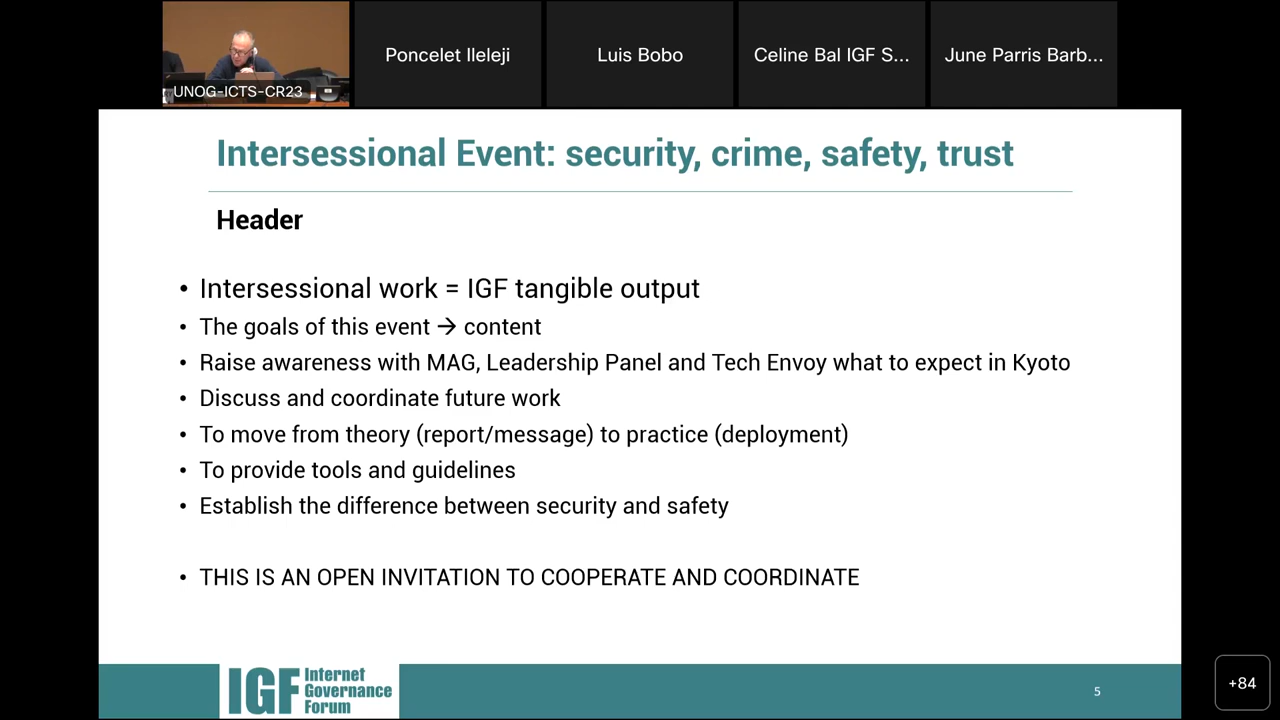 UNOG-ICTS-CR23
Poncelet Ileleji
Luis Bobo
Celine Bal IGF S...
June Parris Barb...
Intersessional Event: security, crime, safety, trust
Header
• Intersessional work = IGF tangible output
• The goals of this event → content
• Raise awareness with MAG, Leadership Panel and Tech Envoy what to expect in Kyoto
• Discuss and coordinate future work
• To move from theory (report/message) to practice (deployment)
• To provide tools and guidelines
• Establish the difference between security and safety
• THIS IS AN OPEN INVITATION TO COOPERATE AND COORDINATE
IGF Internet
Governance
Forum
5
+84